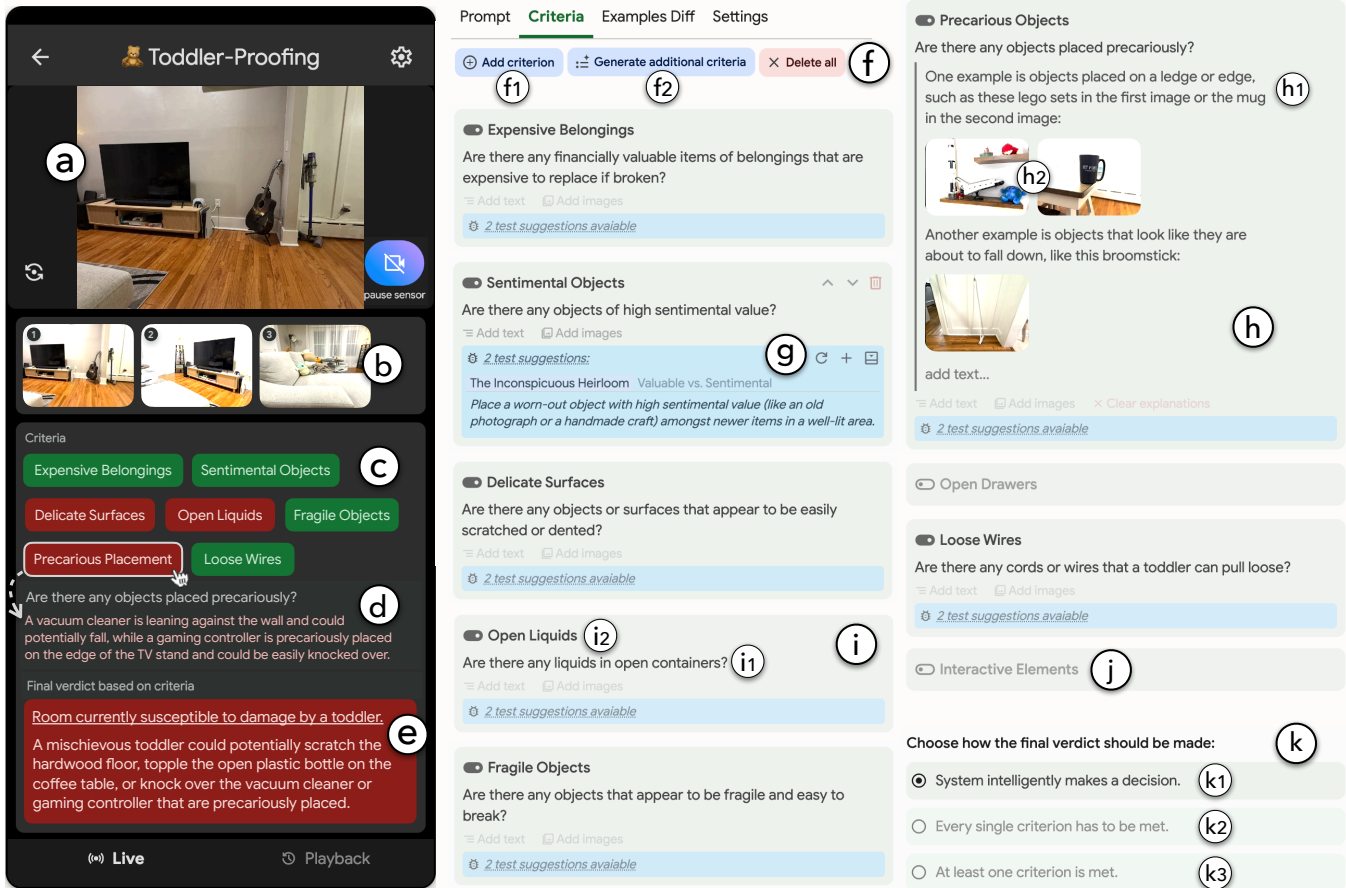 Toddler-Proofing
a
pause sensor
1
2
3
b
Criteria
Expensive Belongings
Sentimental Objects
c
Delicate Surfaces
Open Liquids
Fragile Objects
Precarious Placement
Loose Wires
Are there any objects placed precariously?
d
A vacuum cleaner is leaning against the wall and could
potentially fall, while a gaming controller is precariously placed
on the edge of the TV stand and could be easily knocked over.
Final verdict based on criteria
Room currently susceptible to damage by a toddler.
e
A mischievous toddler could potentially scratch the
hardwood floor, topple the open plastic bottle on the
coffee table, or knock over the vacuum cleaner or
gaming controller that are precariously placed.
Live
Playback
Prompt Criteria Examples Diff Settings
Add criterion
Generate additional criteria
Delete all
f
f1
f2
Expensive Belongings
Are there any financially valuable items of belongings that are
expensive to replace if broken?
Add text Add images
2 test suggestions avaiable
Sentimental Objects
Are there any objects of high sentimental value?
Add text Add images
2 test suggestions:
g
The Inconspicuous Heirloom Valuable vs. Sentimental
Place a worn-out object with high sentimental value (like an old
photograph or a handmade craft) amongst newer items in a well-lit area.
Delicate Surfaces
Are there any objects or surfaces that appear to be easily
scratched or dented?
Add text Add images
2 test suggestions avaiable
Open Liquids
i2
i
Are there any liquids in open containers?
i1
Add text Add images
2 test suggestions avaiable
Fragile Objects
Are there any objects that appear to be fragile and easy to
break?
Add text Add images
2 test suggestions avaiable
Precarious Objects
Are there any objects placed precariously?
One example is objects placed on a ledge or edge,
such as these lego sets in the first image or the mug
in the second image:
h1
h2
Another example is objects that look like they are
about to fall down, like this broomstick:
h
add text...
Add text Add images Clear explanations
2 test suggestions avaiable
Open Drawers
Loose Wires
Are there any cords or wires that a toddler can pull loose?
Add text Add images
2 test suggestions avaiable
Interactive Elements
j
Choose how the final verdict should be made:
k
System intelligently makes a decision.
k1
Every single criterion has to be met.
k2
At least one criterion is met.
k3